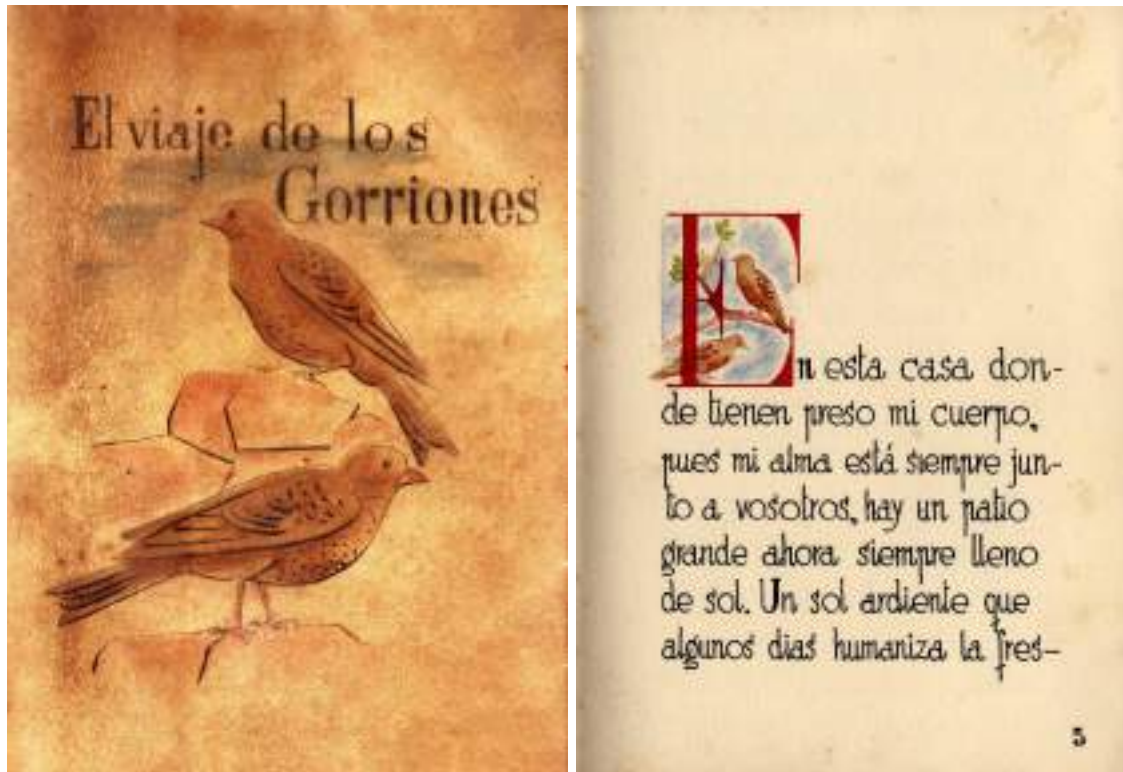 El viaje de los
Gorriones
En esta casa don-
de tienen preso mi cuerpo,
pues mi alma está siempre jun-
to a vosotros, hay un patio
grande ahora siempre lleno
de sol. Un sol ardiente que
algunos dias humaniza la fres-
5